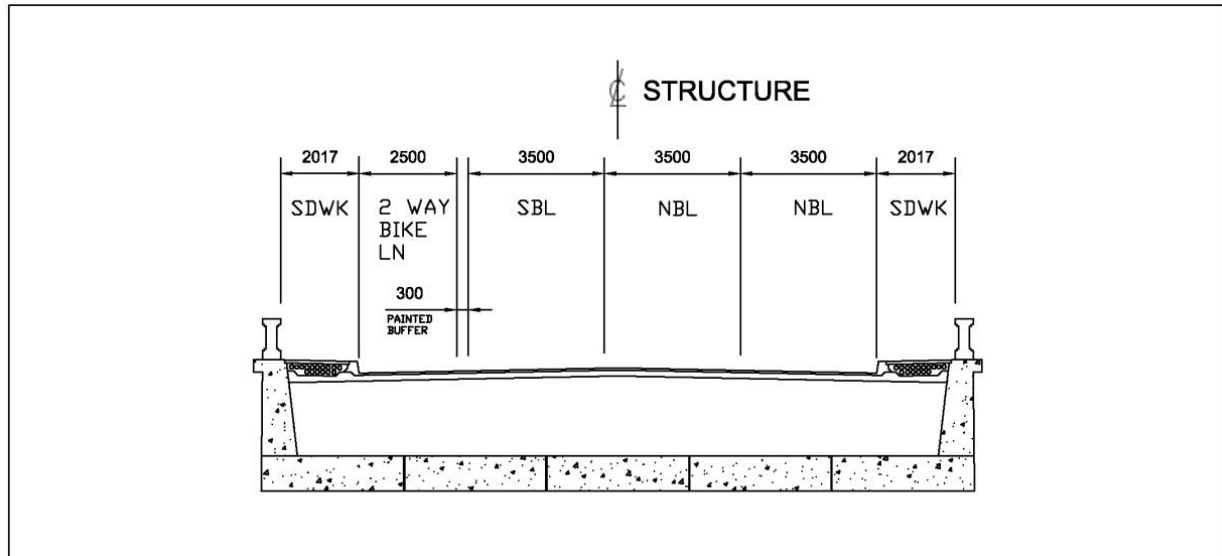 ℄ STRUCTURE
2017 2500 3500 3500 3500 2017
SDWK 2 WAY SBL NBL NBL SDWK
BIKE
LN
300
PAINTED
BUFFER